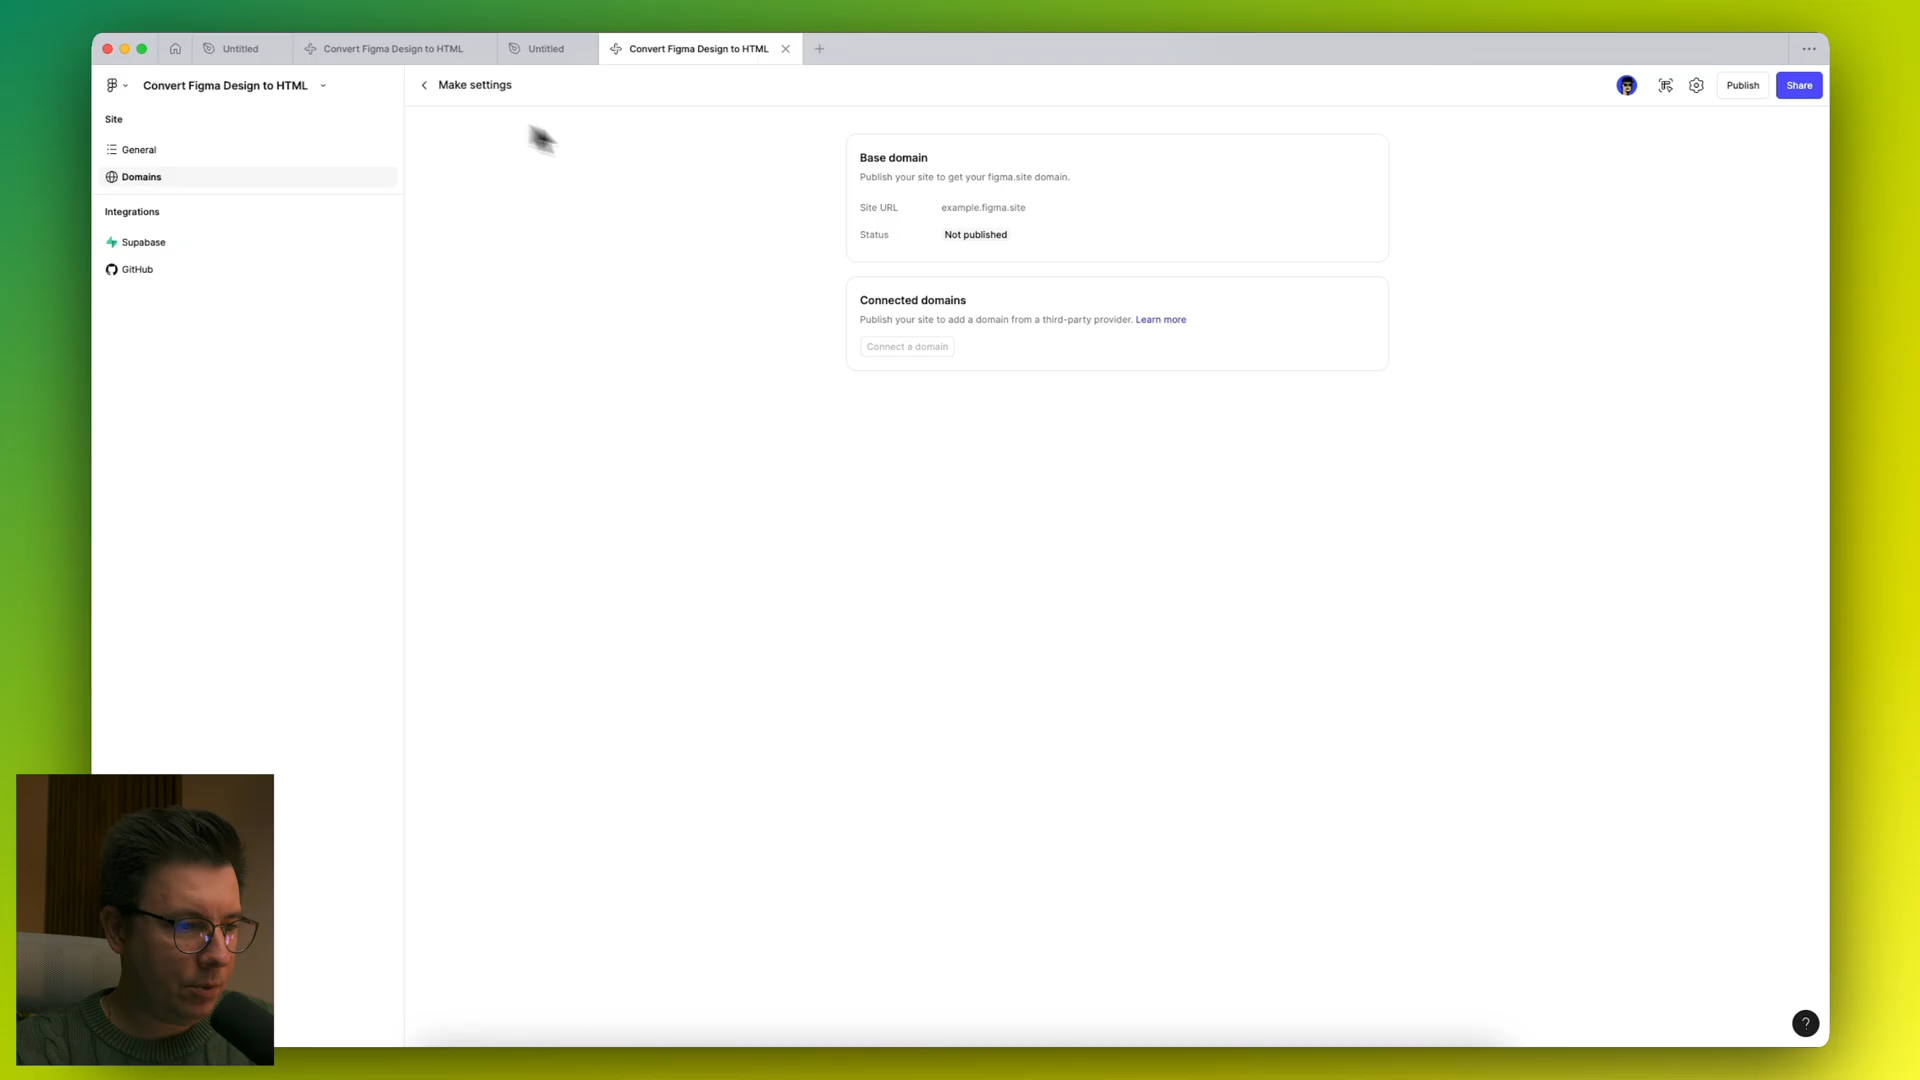 Untitled
Convert Figma Design to HTML
Untitled
Convert Figma Design to HTML
Convert Figma Design to HTML
Make settings
Publish
Share
Site
General
Domains
Integrations
Supabase
GitHub
Base domain
Publish your site to get your figma.site domain.
Site URL example.figma.site
Status Not published
Connected domains
Publish your site to add a domain from a third-party provider. Learn more
Connect a domain
?